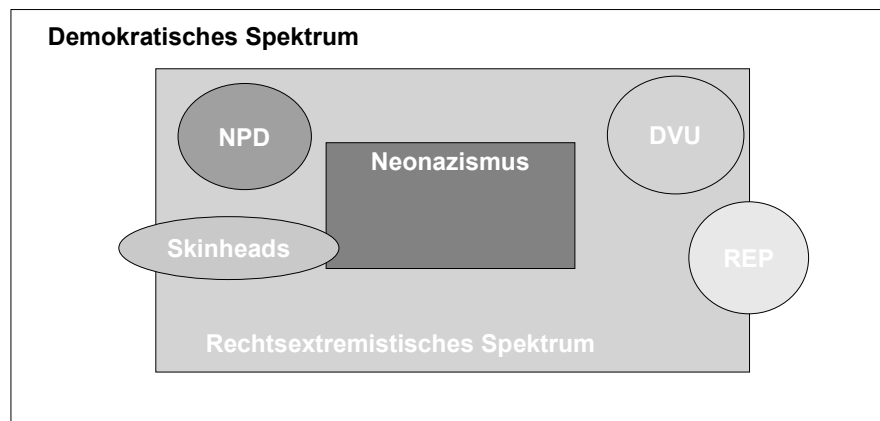 Demokratisches Spektrum
NPD
DVU
Neonazismus
Skinheads
REP
Rechtsextremistisches Spektrum